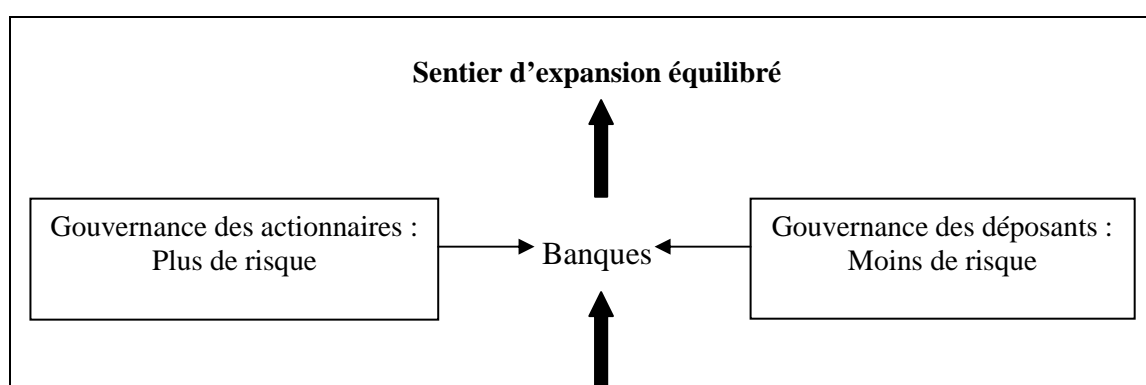 Sentier d'expansion équilibré
Gouvernance des actionnaires :
Plus de risque
Banques
Gouvernance des déposants :
Moins de risque